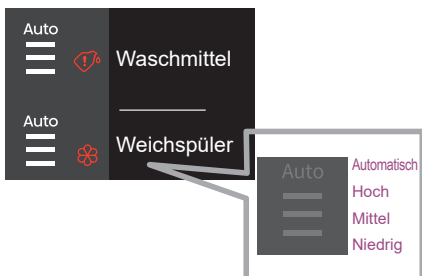 Auto
Waschmittel
Auto
Weichspüler
Auto
Automatisch
Hoch
Mittel
Niedrig